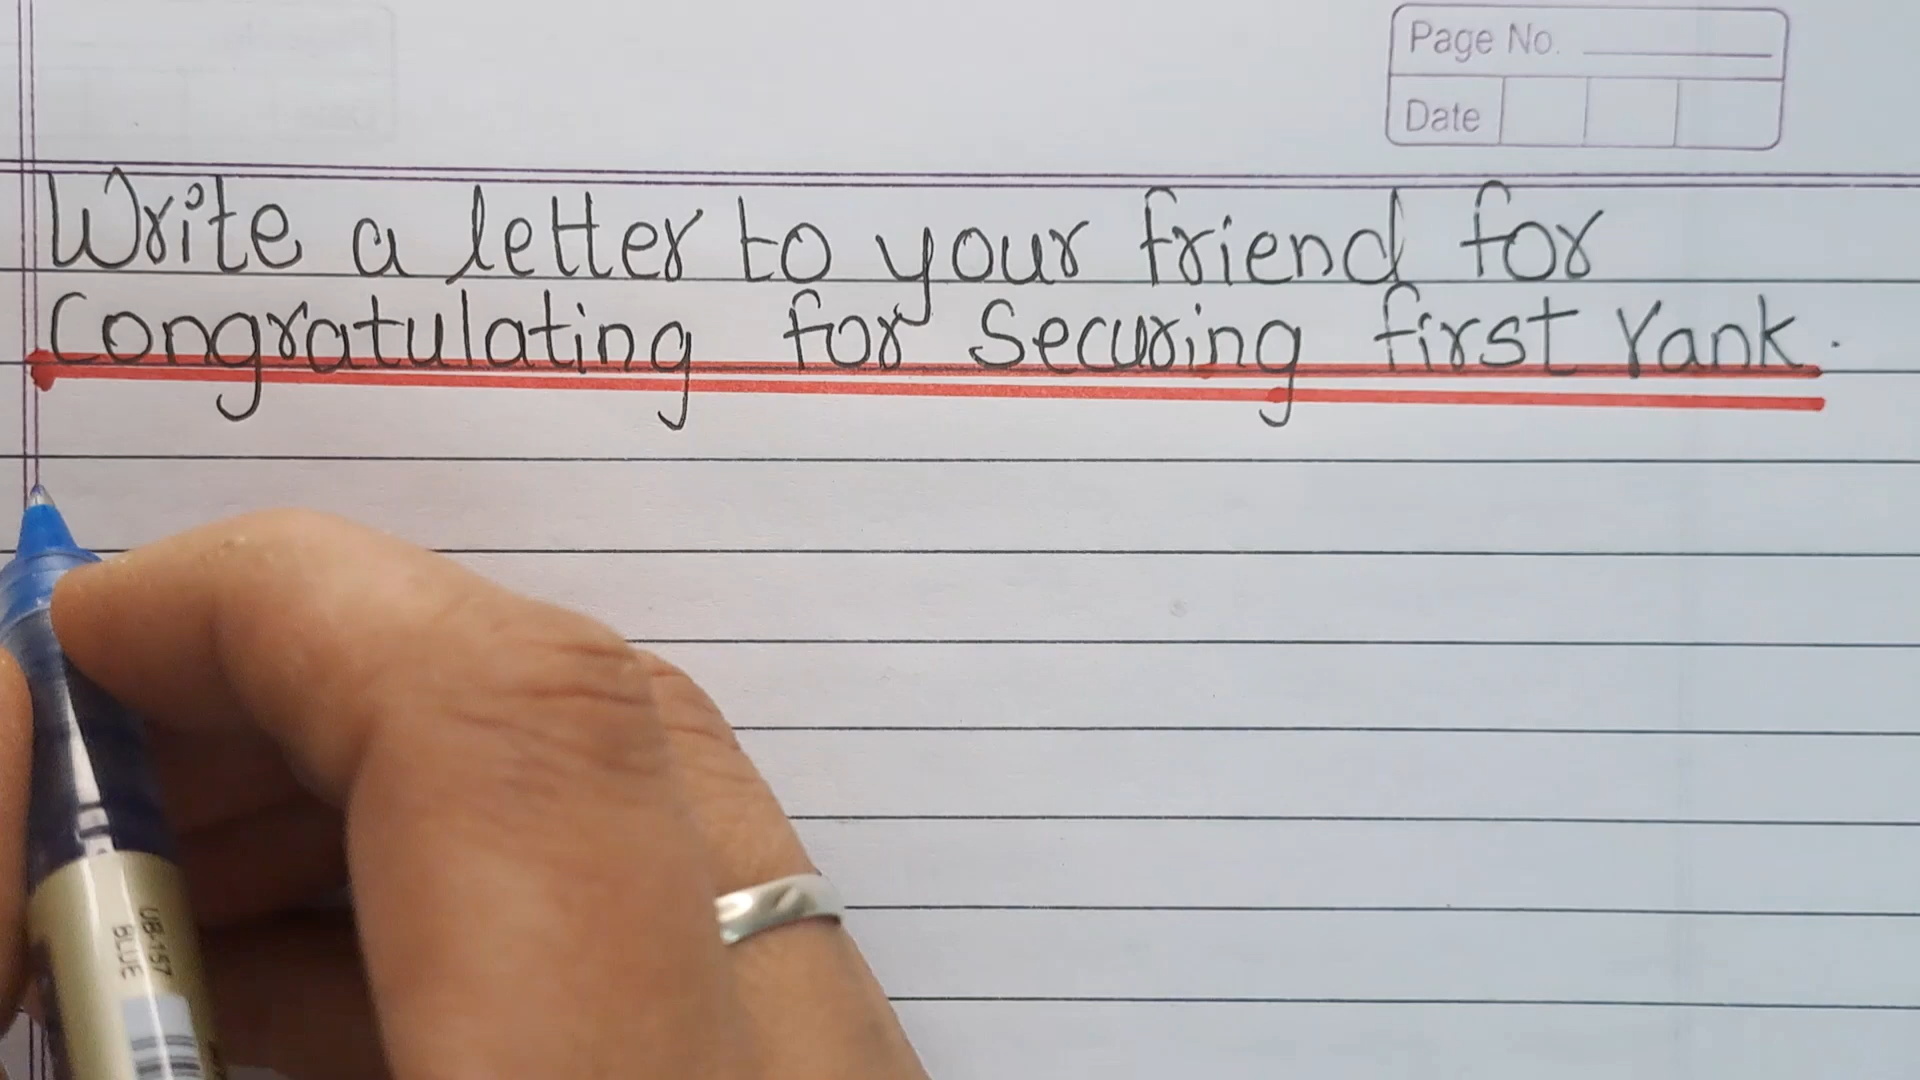 Page No.
Date
Write a letter to your friend for
Congratulating for Securing first rank.
UB-157
BLUE